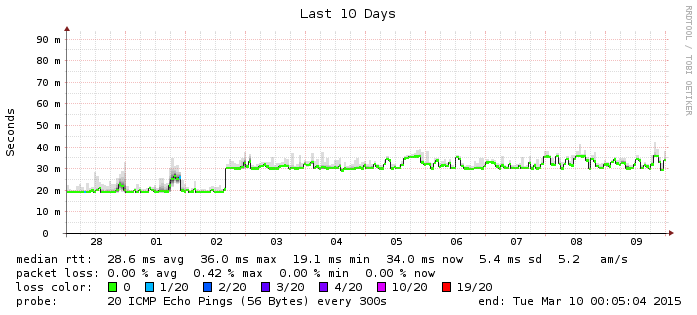 Last 10 Days
RRDTOOL / TOBI OETIKER
Seconds
90 m
80 m
70 m
60 m
50 m
40 m
30 m
20 m
10 m
0
28 01 02 03 04 05 06 07 08 09
median rtt: 28.6 ms avg 36.0 ms max 19.1 ms min 34.0 ms now 5.4 ms sd 5.2 am/s
packet loss: 0.00 % avg 0.42 % max 0.00 % min 0.00 % now
loss color: 0 1/20 2/20 3/20 4/20 10/20 19/20
probe: 20 ICMP Echo Pings (56 Bytes) every 300s end: Tue Mar 10 00:05:04 2015